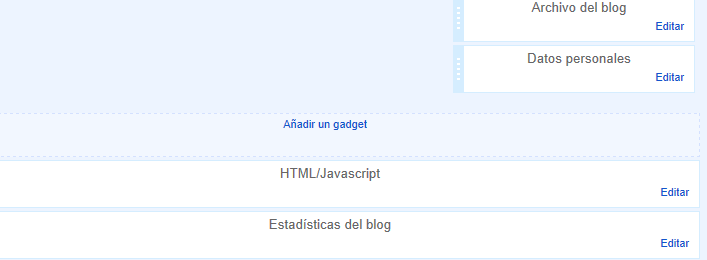 Archivo del blog
Editar
Datos personales
Editar
Añadir un gadget
HTML/Javascript
Editar
Estadísticas del blog
Editar